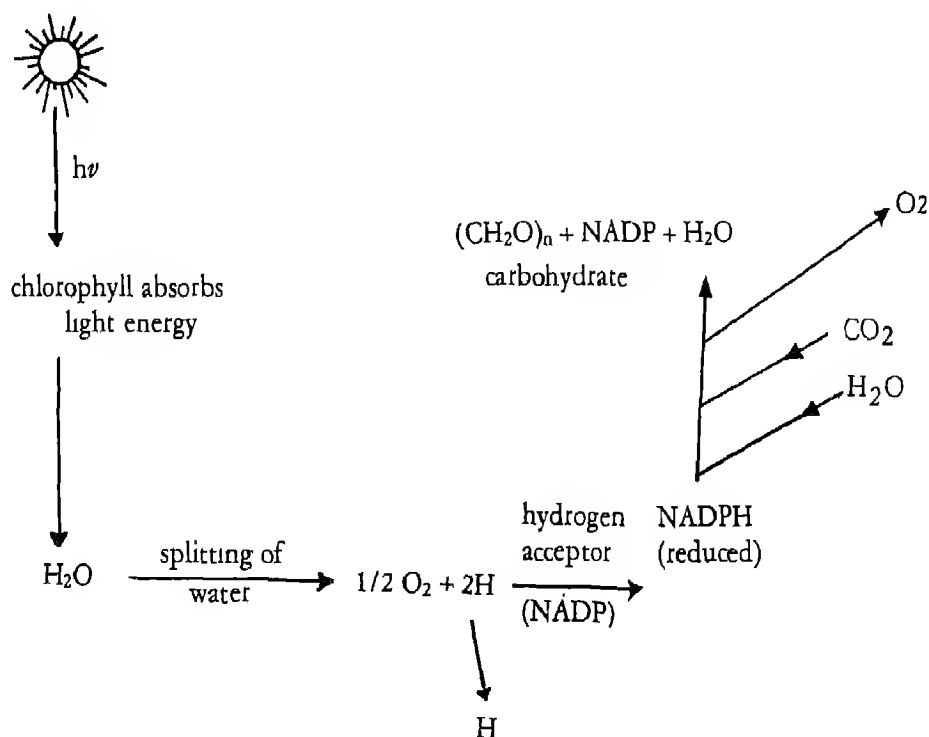 hν
chlorophyll absorbs
light energy
H₂O
splitting of
water
1/2 O₂ + 2H
H
hydrogen
acceptor
(NADP)
NADPH
(reduced)
(CH₂O)ₙ + NADP + H₂O
carbohydrate
O₂
CO₂
H₂O